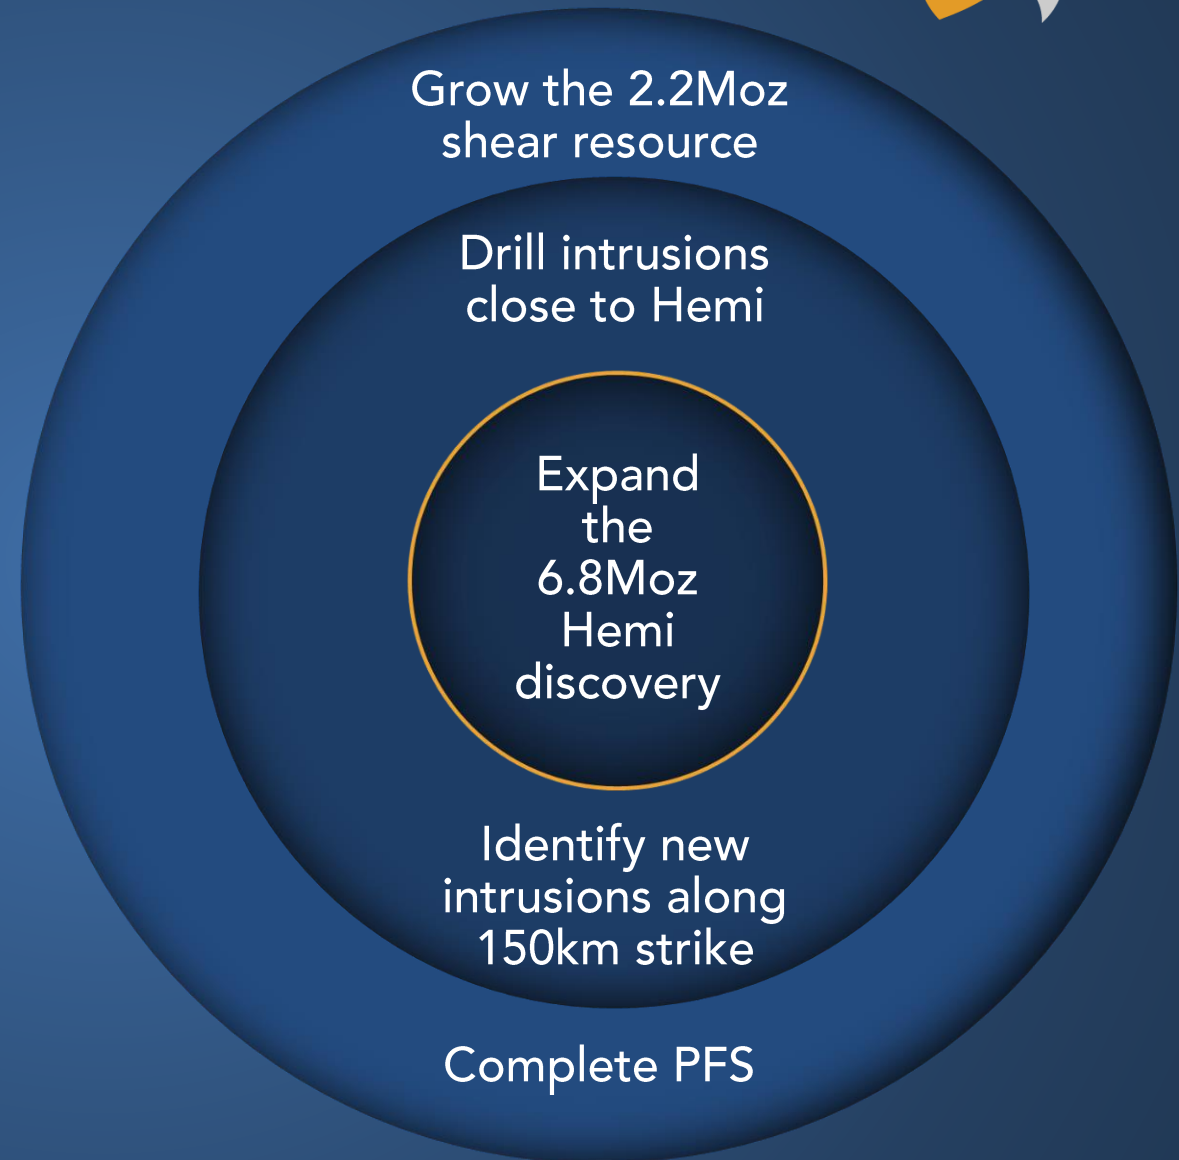 Grow the 2.2Moz
shear resource
Drill intrusions
close to Hemi
Expand
the
6.8Moz
Hemi
discovery
Identify new
intrusions along
150km strike
Complete PFS